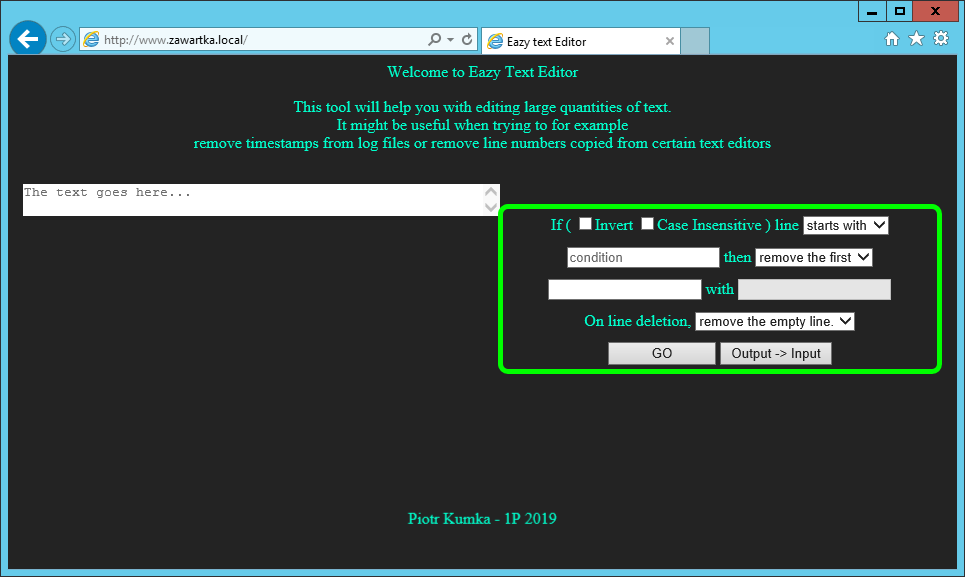 http://www.zawartka.local/
Eazy text Editor
Welcome to Eazy Text Editor
This tool will help you with editing large quantities of text.
It might be useful when trying to for example
remove timestamps from log files or remove line numbers copied from certain text editors
The text goes here...
If ( Invert Case Insensitive ) line starts with
condition then remove the first
with
On line deletion, remove the empty line.
GO Output -> Input
Piotr Kumka - 1P 2019